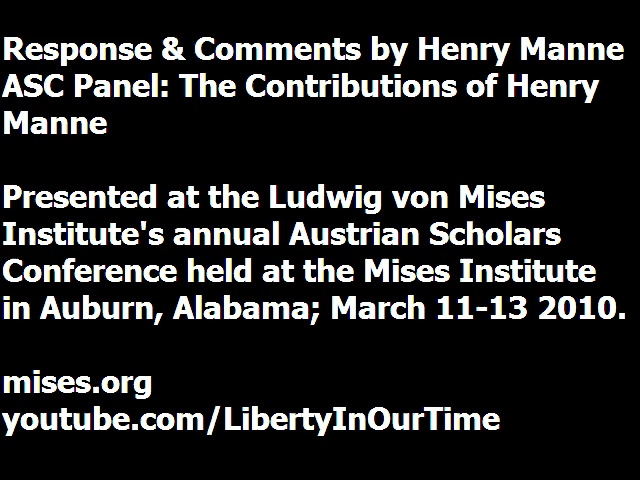 Response & Comments by Henry Manne
ASC Panel: The Contributions of Henry
Manne
Presented at the Ludwig von Mises
Institute's annual Austrian Scholars
Conference held at the Mises Institute
in Auburn, Alabama; March 11-13 2010.
mises.org
youtube.com/LibertyInOurTime